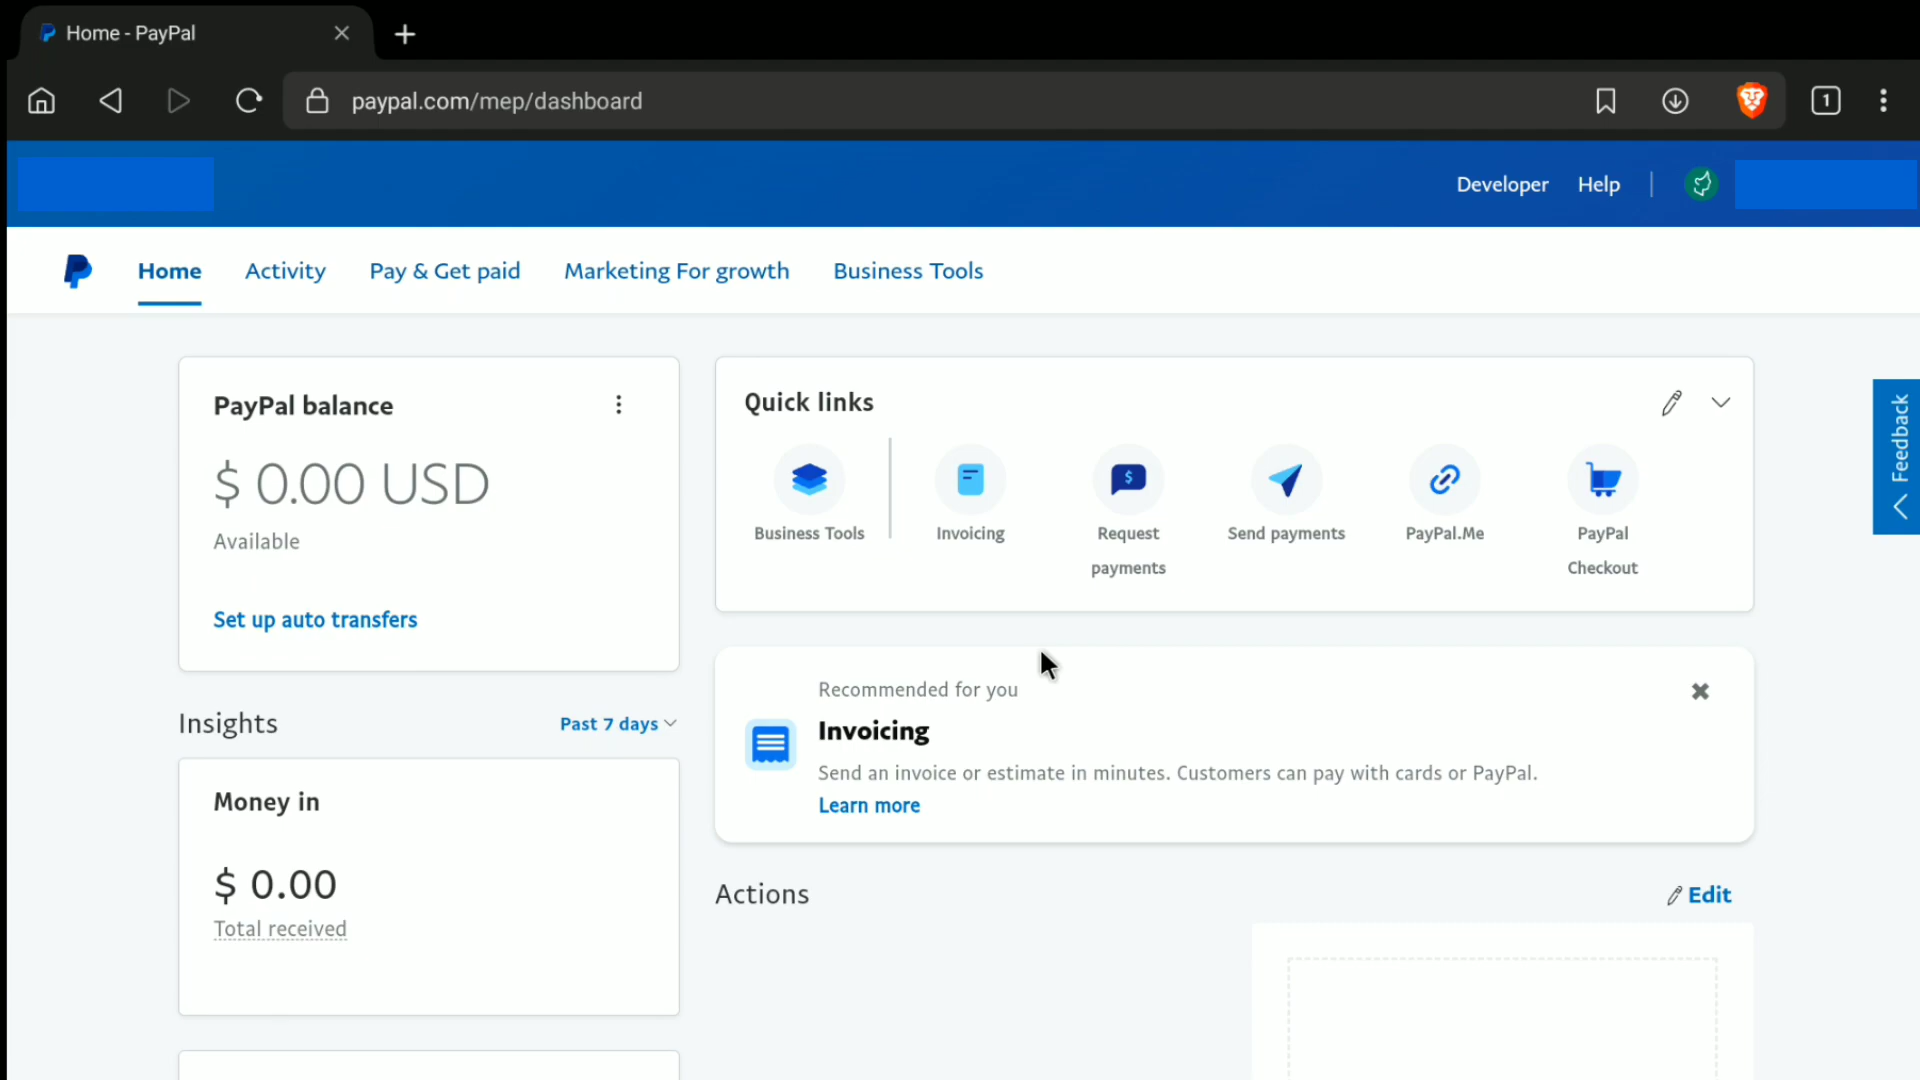 Home - PayPal
paypal.com/mep/dashboard
1
Developer
Help
Home
Activity
Pay & Get paid
Marketing For growth
Business Tools
PayPal balance
$ 0.00 USD
Available
Set up auto transfers
Quick links
Business Tools
Invoicing
Request
payments
Send payments
PayPal.Me
PayPal
Checkout
Feedback
Recommended for you
Invoicing
Send an invoice or estimate in minutes. Customers can pay with cards or PayPal.
Learn more
Insights
Past 7 days
Money in
$ 0.00
Total received
Actions
Edit